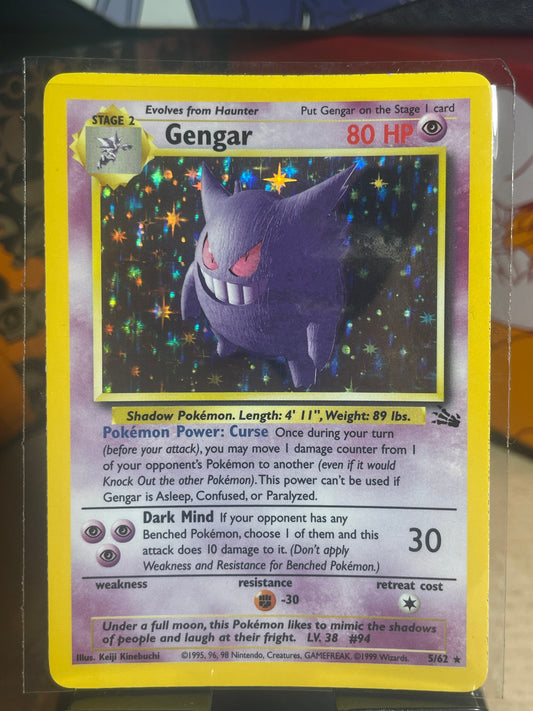 Evolves from Haunter Put Gengar on the Stage 1 card
STAGE 2
Gengar 80 HP
Shadow Pokémon. Length: 4' 11", Weight: 89 lbs.
Pokémon Power: Curse Once during your turn
(before your attack), you may move 1 damage counter from 1
of your opponent's Pokémon to another (even if it would
Knock Out the other Pokémon). This power can't be used if
Gengar is Asleep, Confused, or Paralyzed.
Dark Mind If your opponent has any
Benched Pokémon, choose 1 of them and this
attack does 10 damage to it. (Don't apply
Weakness and Resistance for Benched Pokémon.)
30
weakness resistance retreat cost
-30
Under a full moon, this Pokémon likes to mimic the shadows
of people and laugh at their fright. LV. 38 #94
Illus. Keiji Kinebuchi ©1995, 96, 98 Nintendo, Creatures, GAMEFREAK. ©1999 Wizards. 5/62 ★